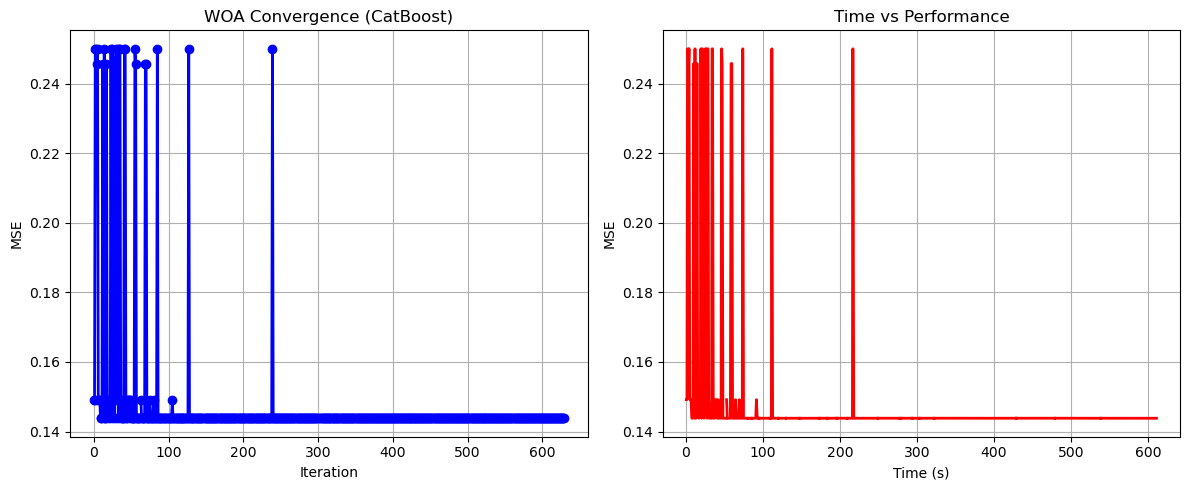 WOA Convergence (CatBoost)
MSE
0.24
0.22
0.20
0.18
0.16
0.14
0 100 200 300 400 500 600
Iteration
Time vs Performance
MSE
0.24
0.22
0.20
0.18
0.16
0.14
0 100 200 300 400 500 600
Time (s)